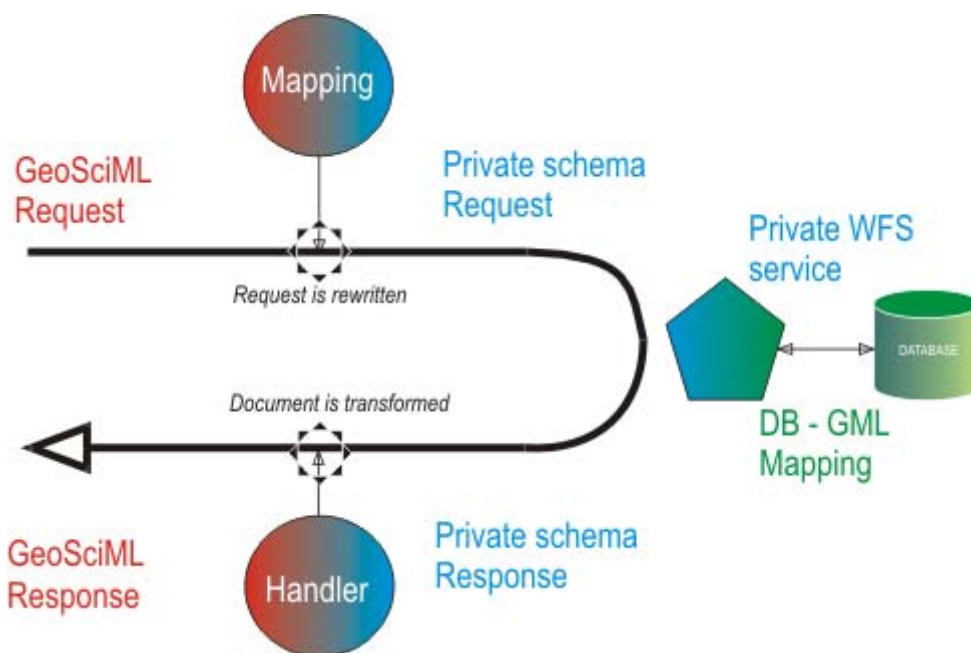 Mapping
GeoSciML
Request
Private schema
Request
Private WFS
service
Request is rewritten
DATABASE
Document is transformed
DB - GML
Mapping
GeoSciML
Response
Handler
Private schema
Response